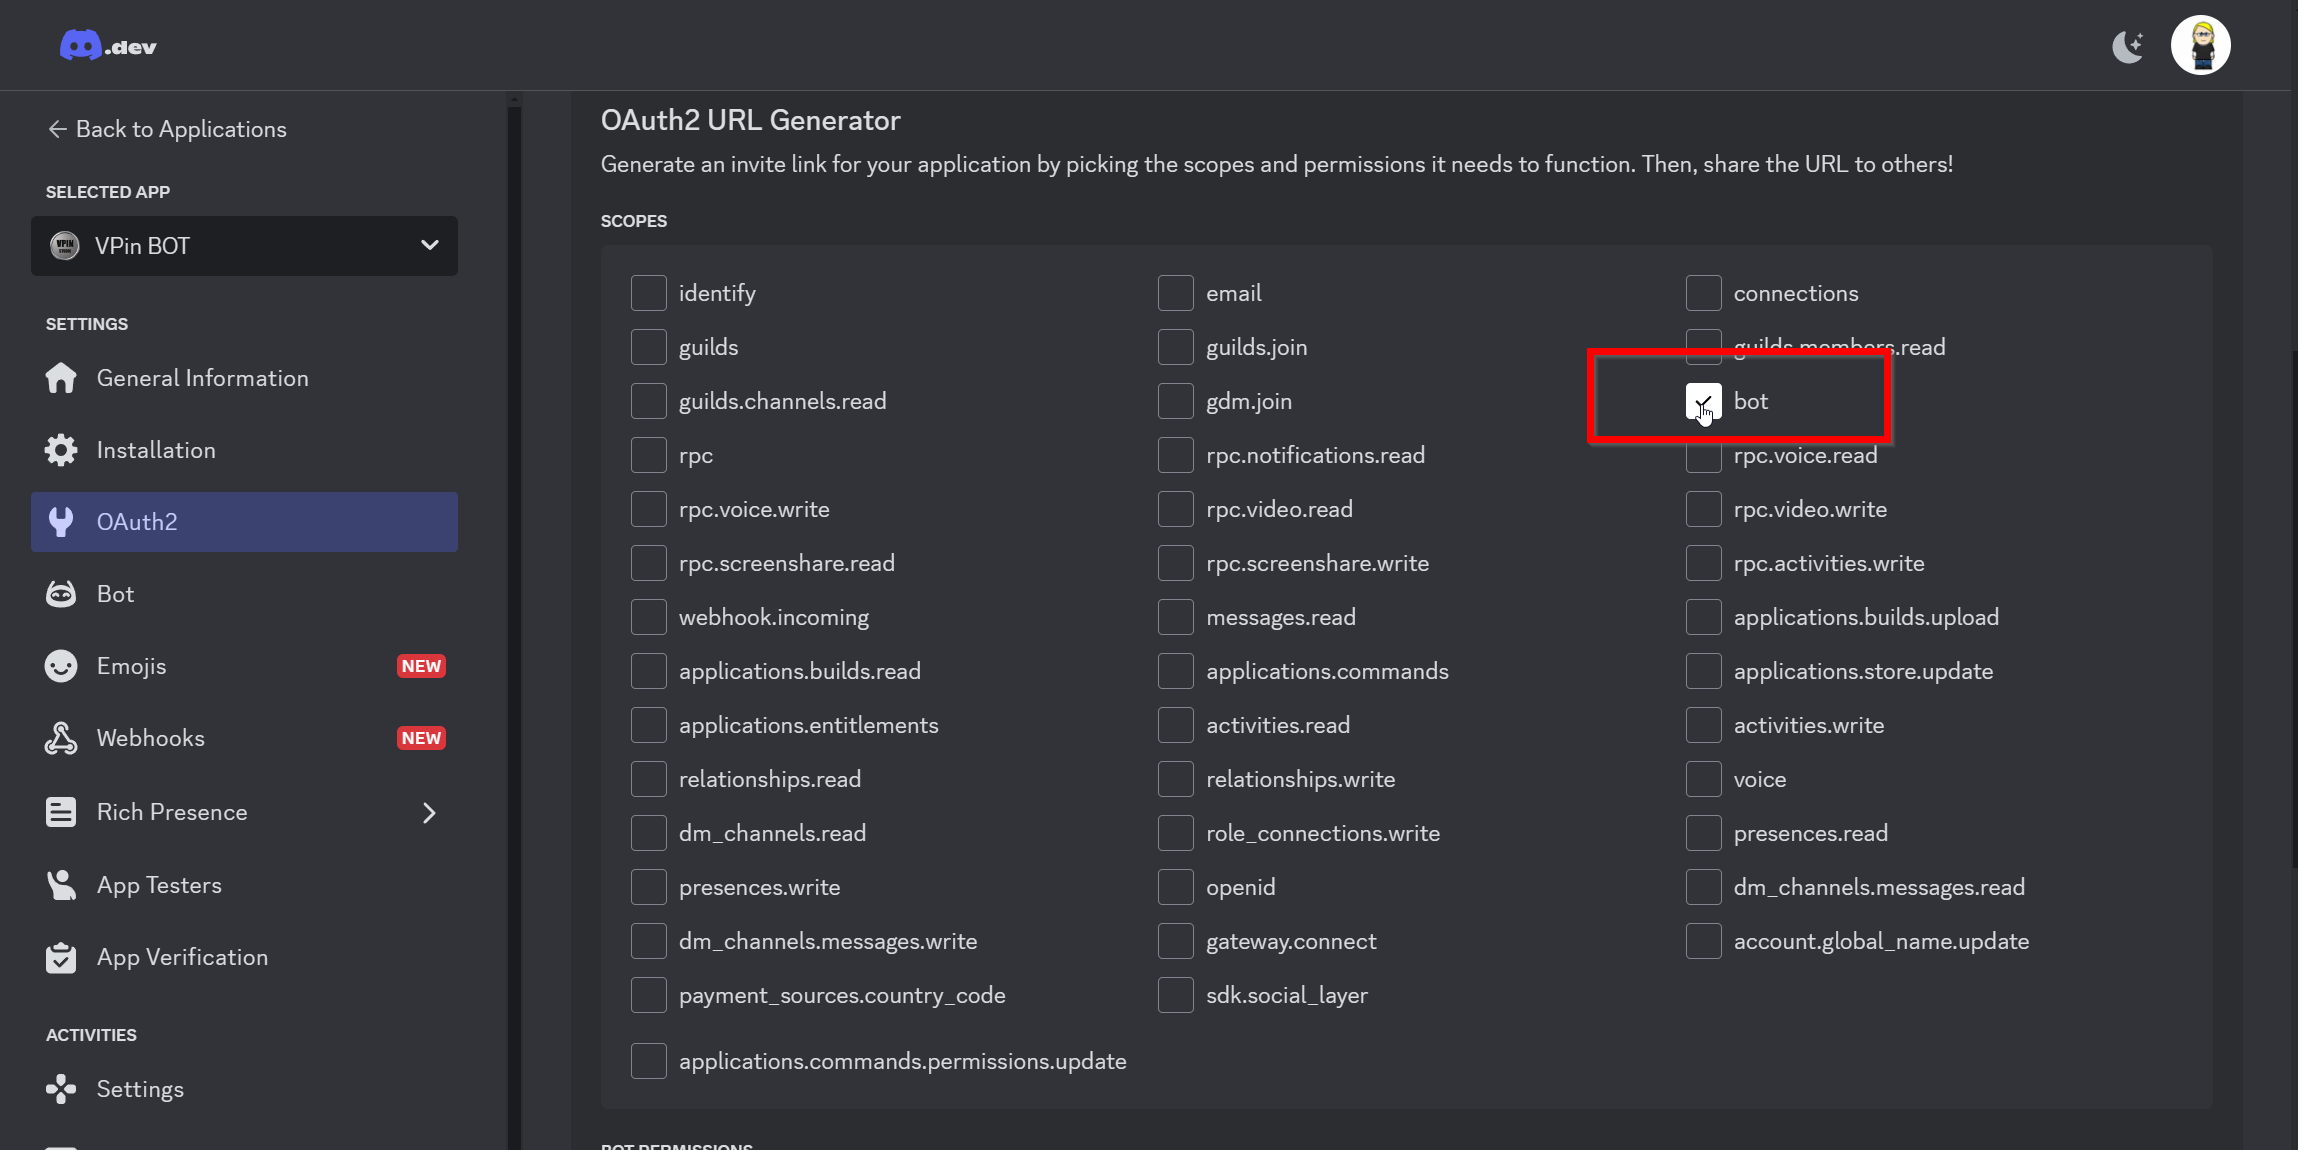 .dev
Back to Applications
SELECTED APP
VPin BOT
SETTINGS
General Information
Installation
OAuth2
Bot
Emojis NEW
Webhooks NEW
Rich Presence
App Testers
App Verification
ACTIVITIES
Settings
OAuth2 URL Generator
Generate an invite link for your application by picking the scopes and permissions it needs to function. Then, share the URL to others!
SCOPES
identify email connections
guilds guilds.join guilds.members.read
guilds.channels.read gdm.join bot
rpc rpc.notifications.read rpc.voice.read
rpc.voice.write rpc.video.read rpc.video.write
rpc.screenshare.read rpc.screenshare.write rpc.activities.write
webhook.incoming messages.read applications.builds.upload
applications.builds.read applications.commands applications.store.update
applications.entitlements activities.read activities.write
relationships.read relationships.write voice
dm_channels.read role_connections.write presences.read
presences.write openid dm_channels.messages.read
dm_channels.messages.write gateway.connect account.global_name.update
payment_sources.country_code sdk.social_layer
applications.commands.permissions.update
BOT PERMISSIONS